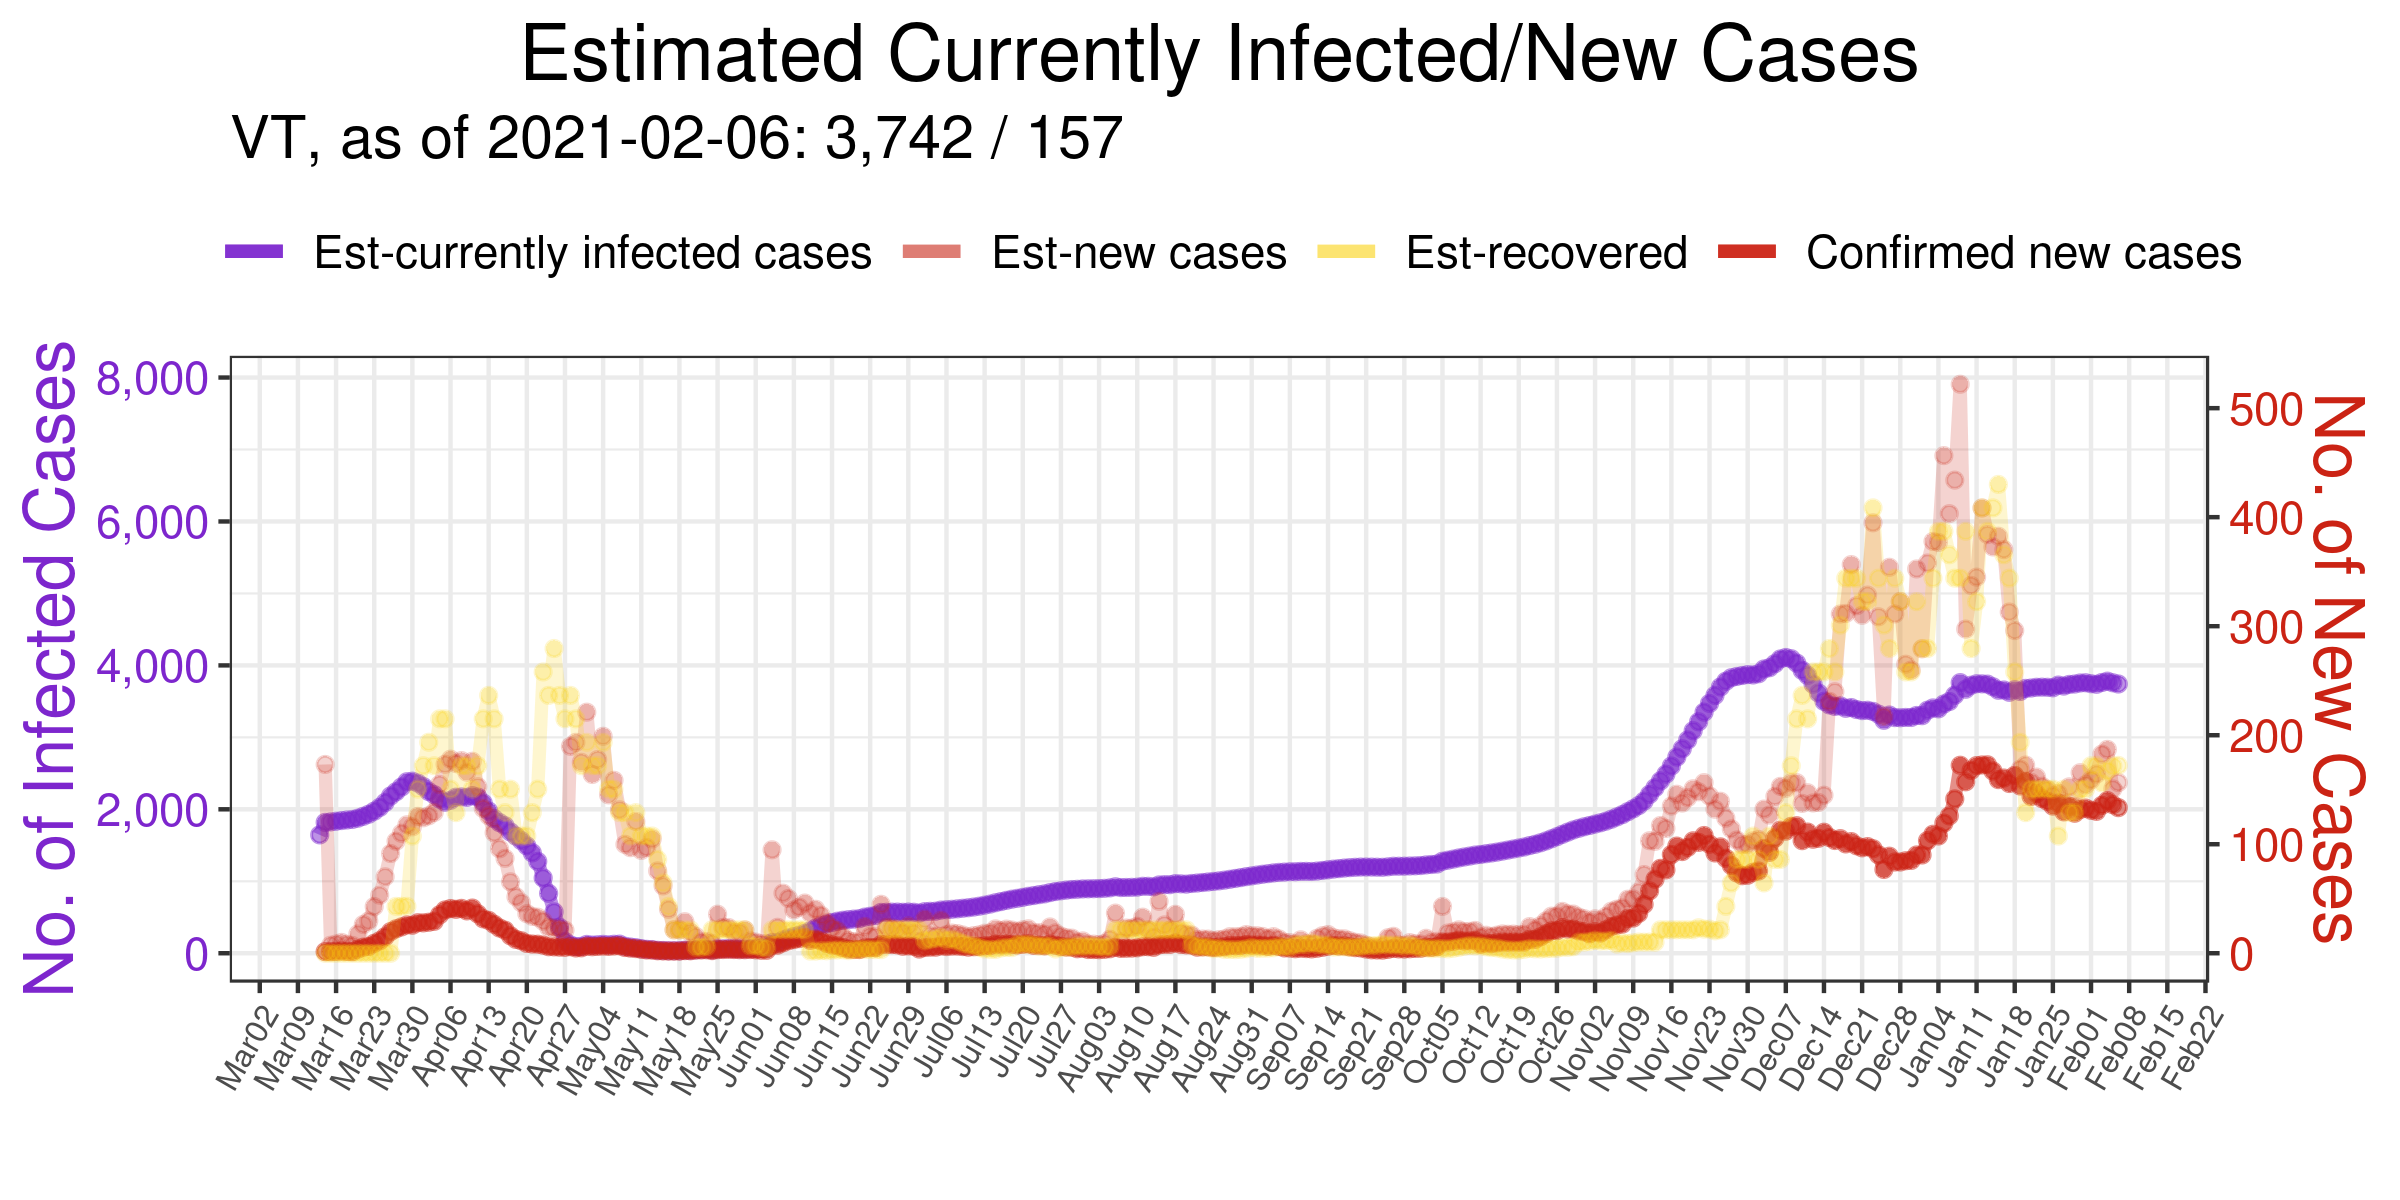 Estimated Currently Infected/New Cases
VT, as of 2021-02-06: 3,742 / 157
Est-currently infected cases Est-new cases Est-recovered Confirmed new cases
No. of Infected Cases
8,000
6,000
4,000
2,000
0
500
400
300
200
100
0
No. of New Cases
Mar02 Mar09 Mar16 Mar23 Mar30 Apr06 Apr13 Apr20 Apr27 May04 May11 May18 May25 Jun01 Jun08 Jun15 Jun22 Jun29 Jul06 Jul13 Jul20 Jul27 Aug03 Aug10 Aug17 Aug24 Aug31 Sep07 Sep14 Sep21 Sep28 Oct05 Oct12 Oct19 Oct26 Nov02 Nov09 Nov16 Nov23 Nov30 Dec07 Dec14 Dec21 Dec28 Jan04 Jan11 Jan18 Jan25 Feb01 Feb08 Feb15 Feb22